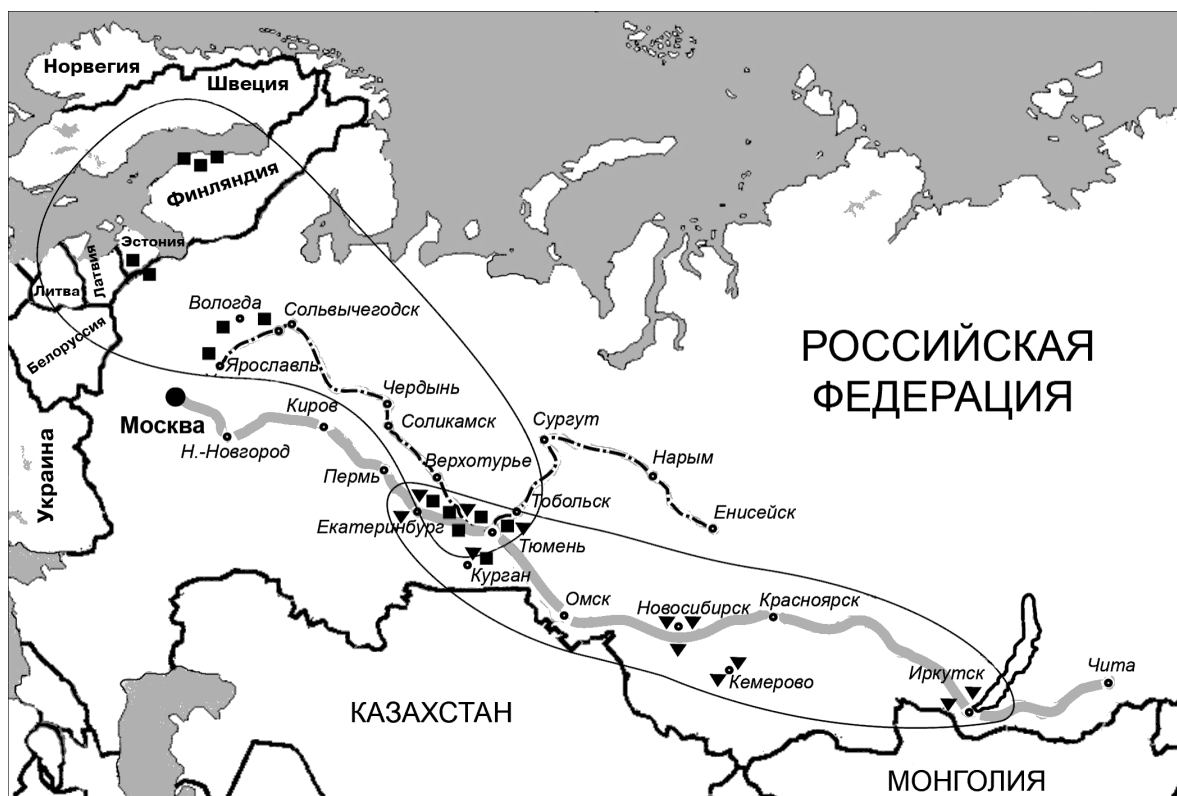 Норвегия
Швеция
Финляндия
Эстония
Латвия
Литва
Белоруссия
Украина
Вологда
Сольвычегодск
Ярославль
РОССИЙСКАЯ
ФЕДЕРАЦИЯ
Чердынь
Киров
Соликамск
Москва
Н.-Новгород
Сургут
Верхотурье
Нарым
Пермь
Тобольск
Енисейск
Екатеринбург
Тюмень
Курган
Омск
Новосибирск
Красноярск
Кемерово
Иркутск
Чита
КАЗАХСТАН
МОНГОЛИЯ